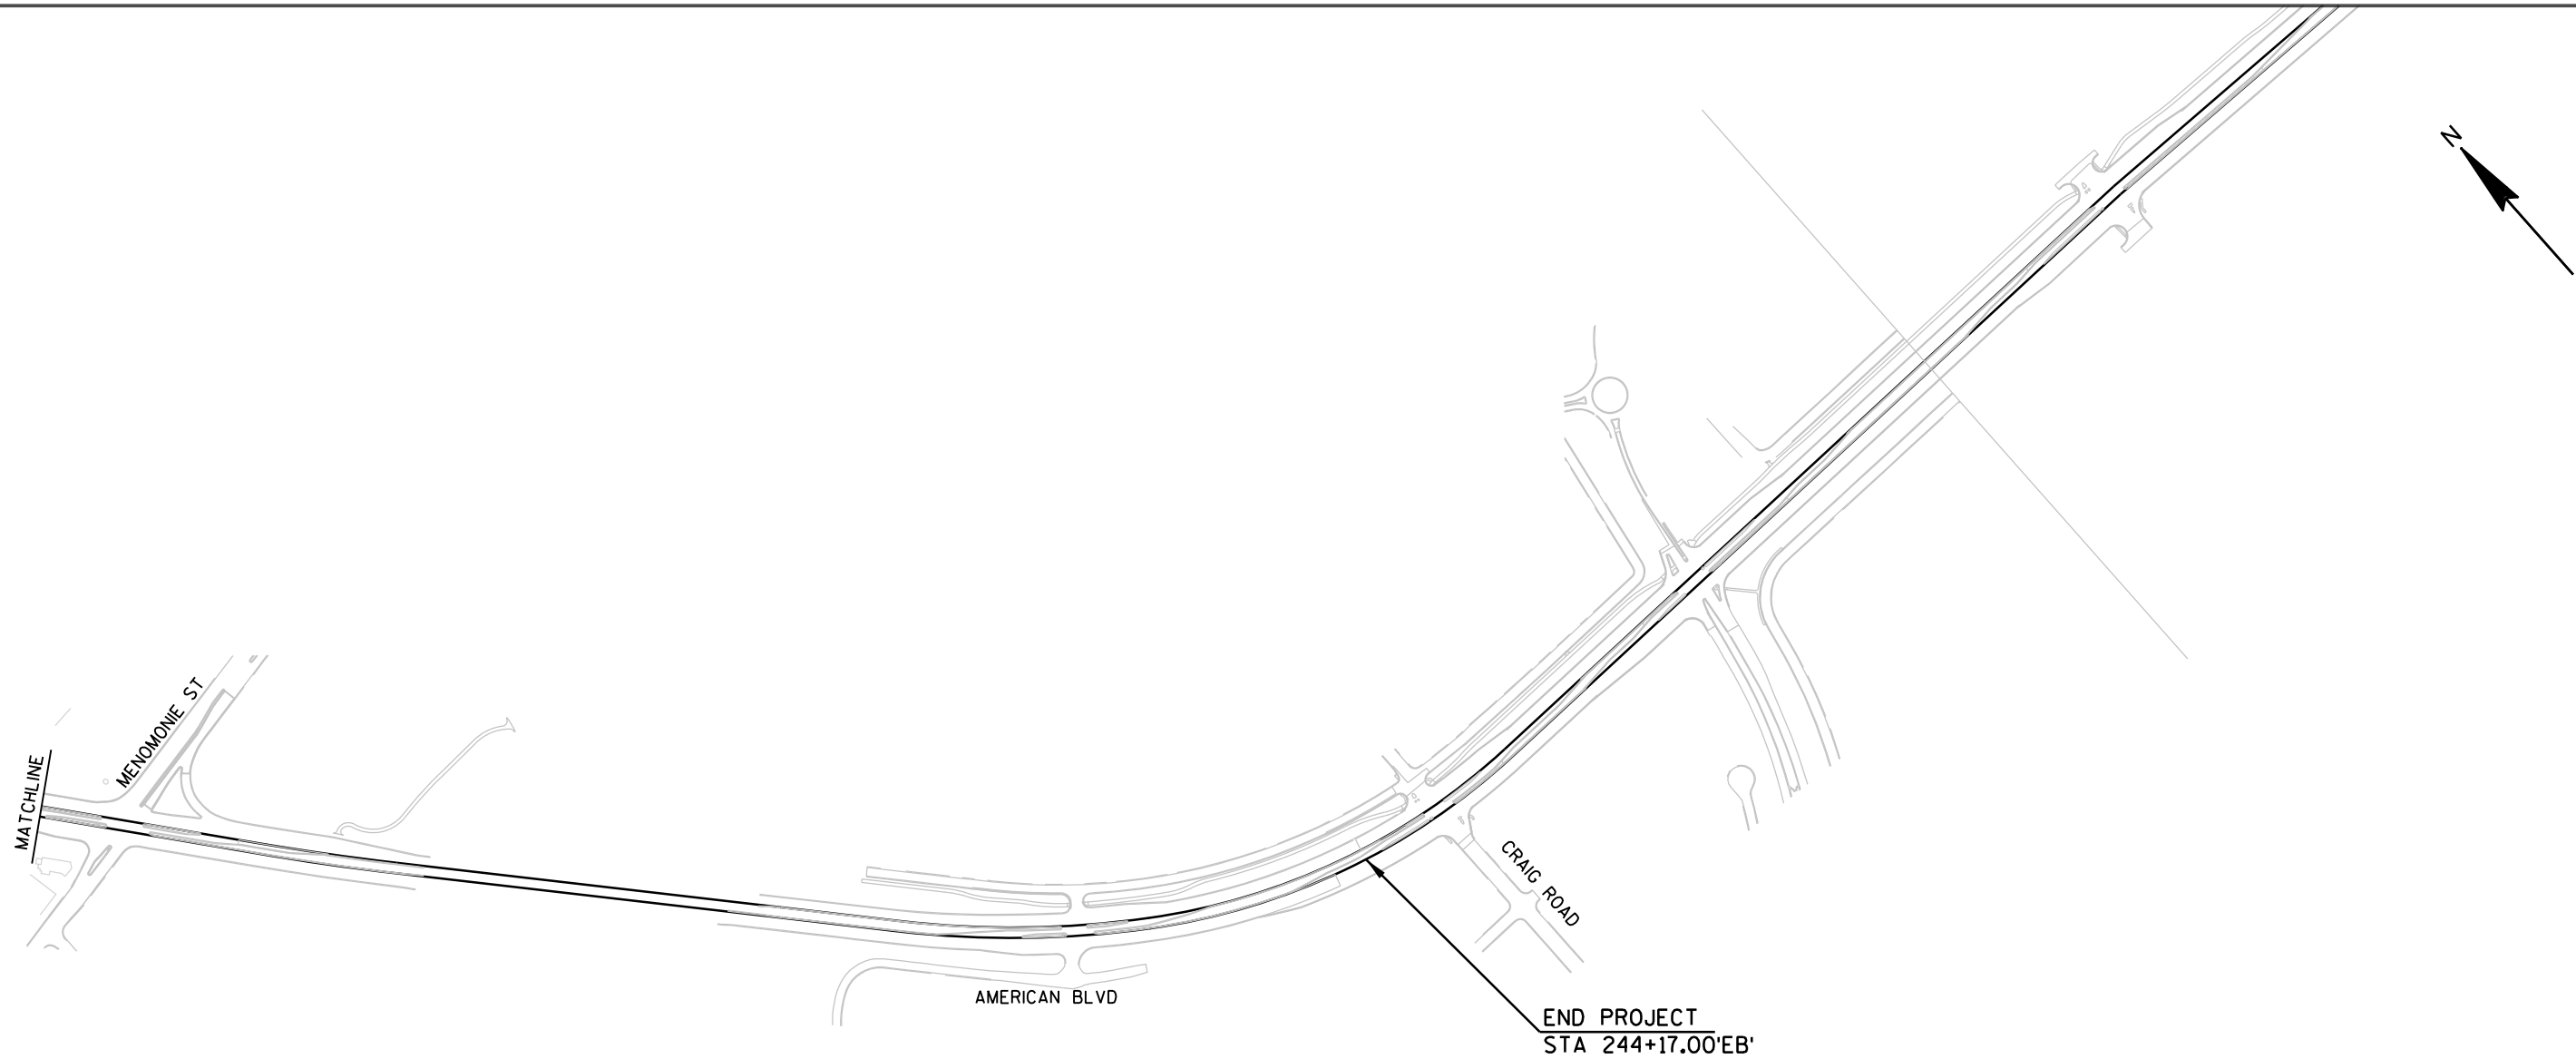 N
MENOMONIE ST
MATCHLINE
CRAIG ROAD
AMERICAN BLVD
END PROJECT
STA 244+17.00'EB'